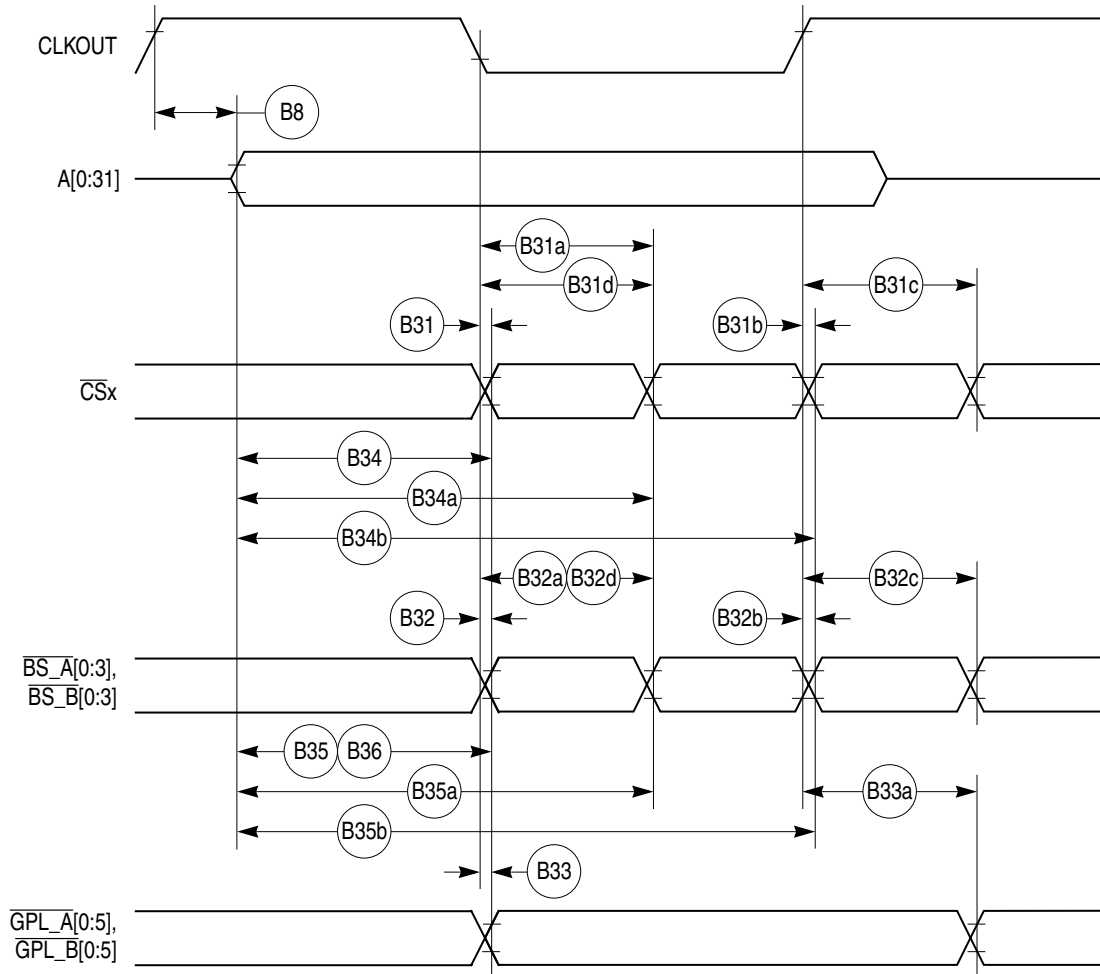 CLKOUT
B8
A[0:31]
B31a
B31d
B31c
B31
B31b
CSx
B34
B34a
B34b
B32a B32d
B32c
B32
B32b
BS_A[0:3],
BS_B[0:3]
B35 B36
B35a
B33a
B35b
B33
GPL_A[0:5],
GPL_B[0:5]